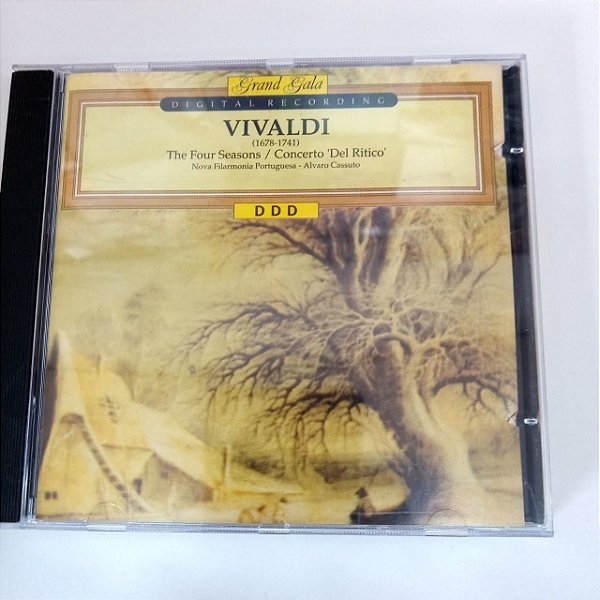 Grand Gala
DIGITAL RECORDING
VIVALDI
(1678-1741)
The Four Seasons / Concerto 'Del Ritico'
Nova Filarmonia Portuguesa - Alvaro Cassuto
DDD